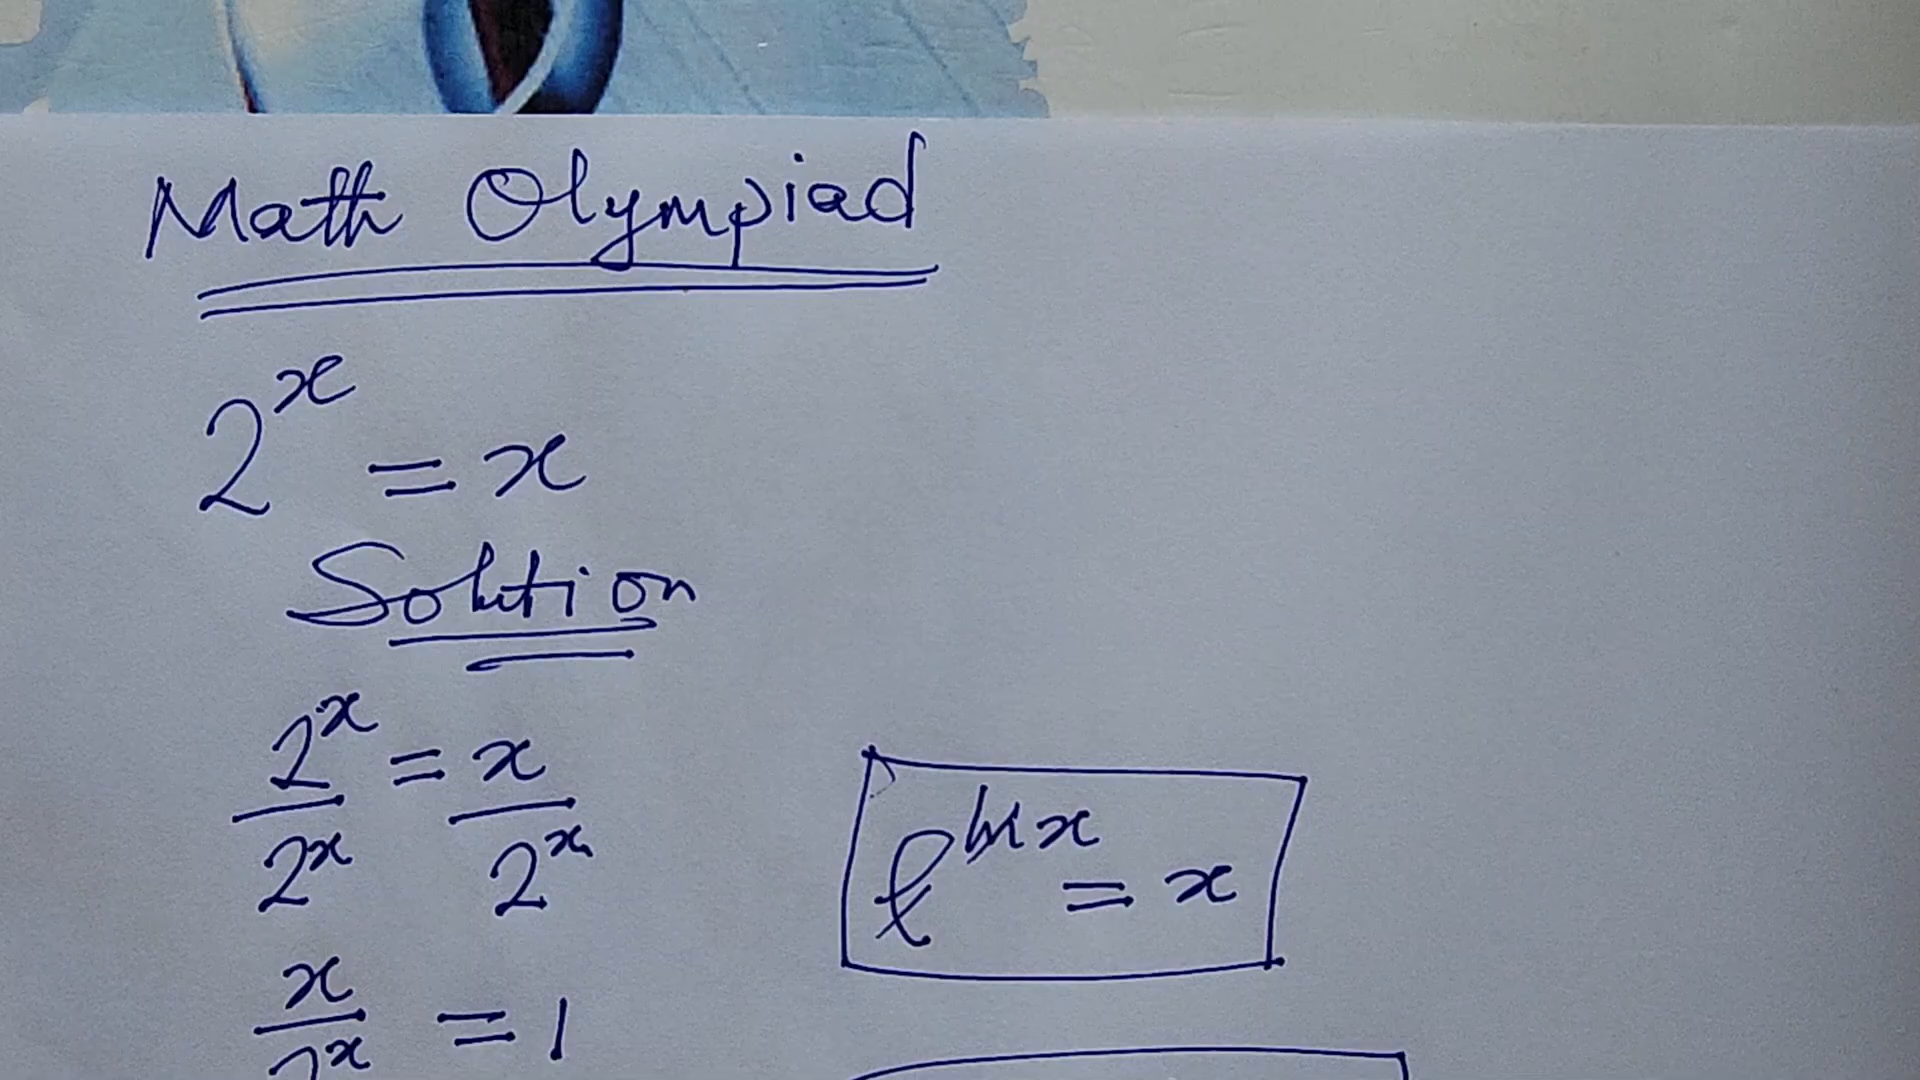 Math Olympiad
2^x = x
Solution
2^x/2^x = x/2^x
e^ln x = x
x/2^x = 1